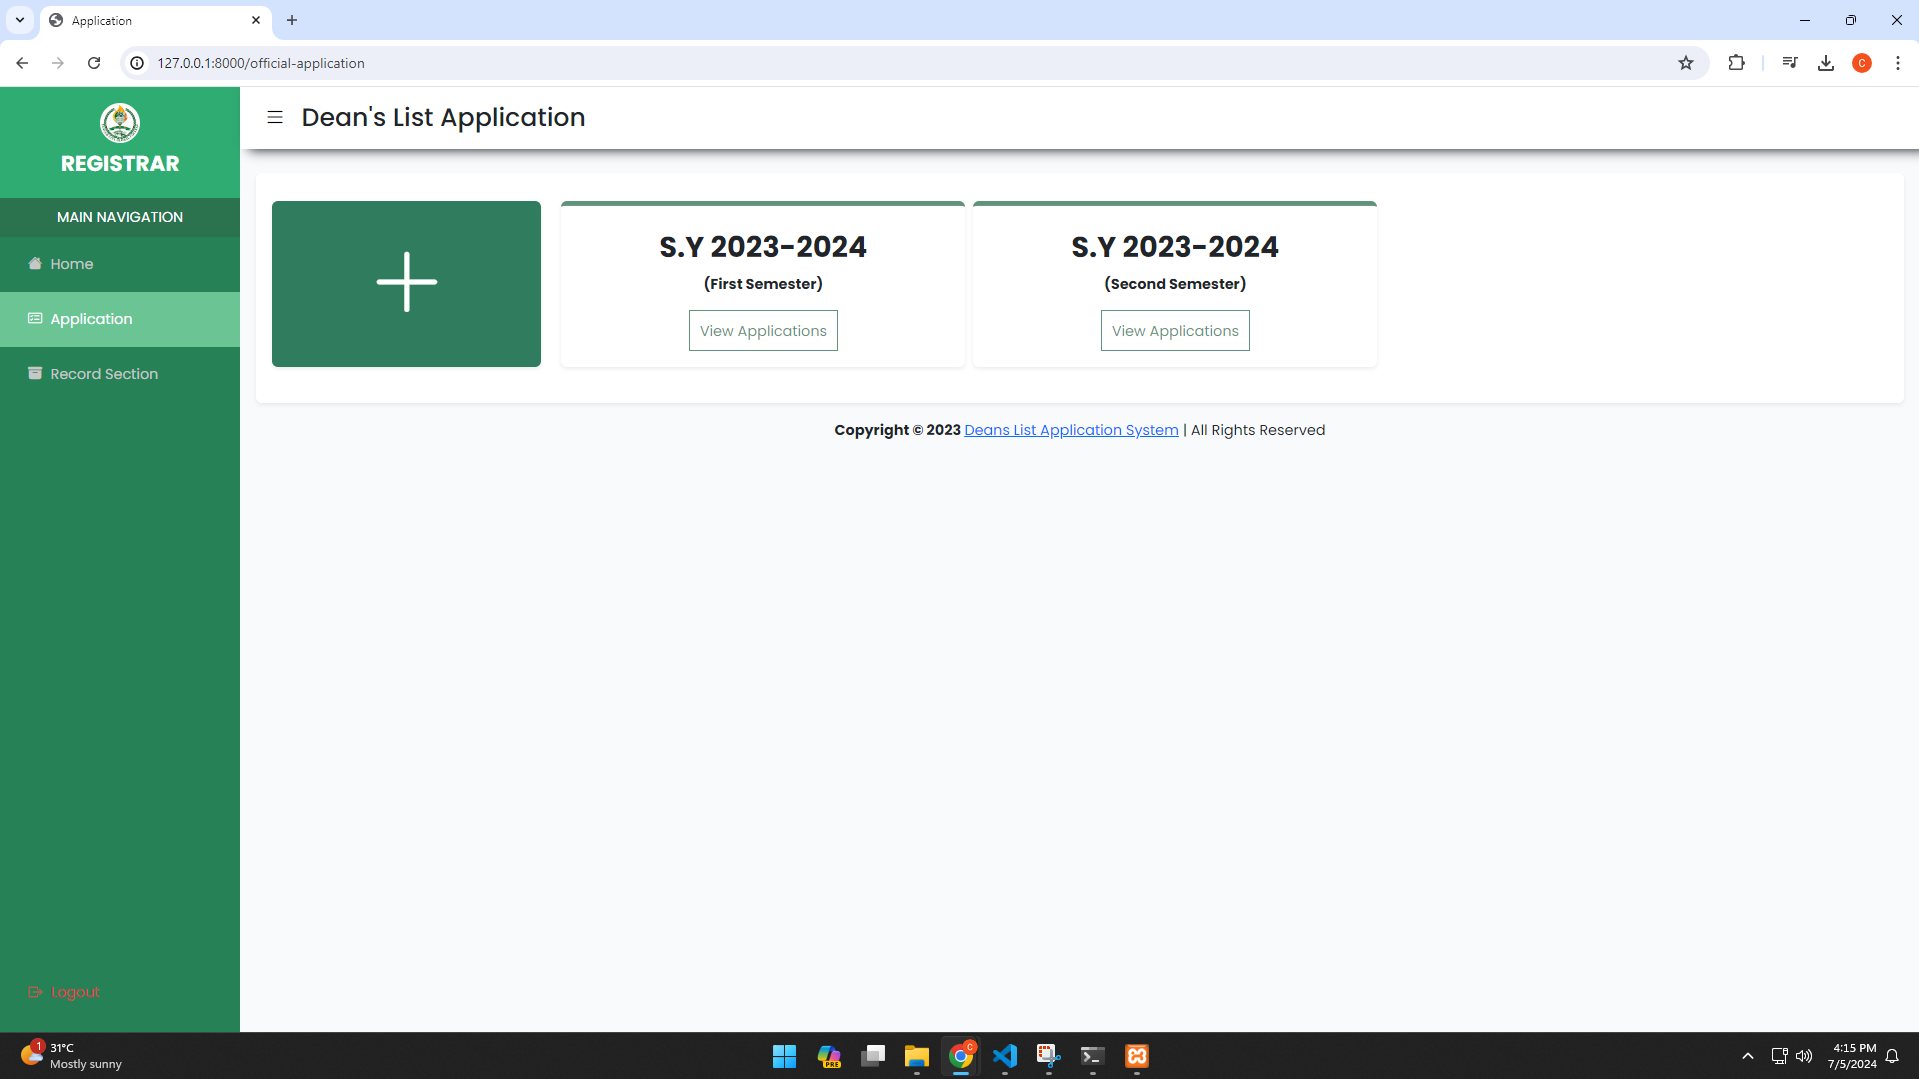 Application
127.0.0.1:8000/official-application
C
REGISTRAR
MAIN NAVIGATION
Home
Application
Record Section
Logout
Dean's List Application
S.Y 2023-2024
(First Semester)
View Applications
S.Y 2023-2024
(Second Semester)
View Applications
Copyright © 2023 Deans List Application System | All Rights Reserved
1
31°C
Mostly sunny
PRE
C
4:15 PM
7/5/2024